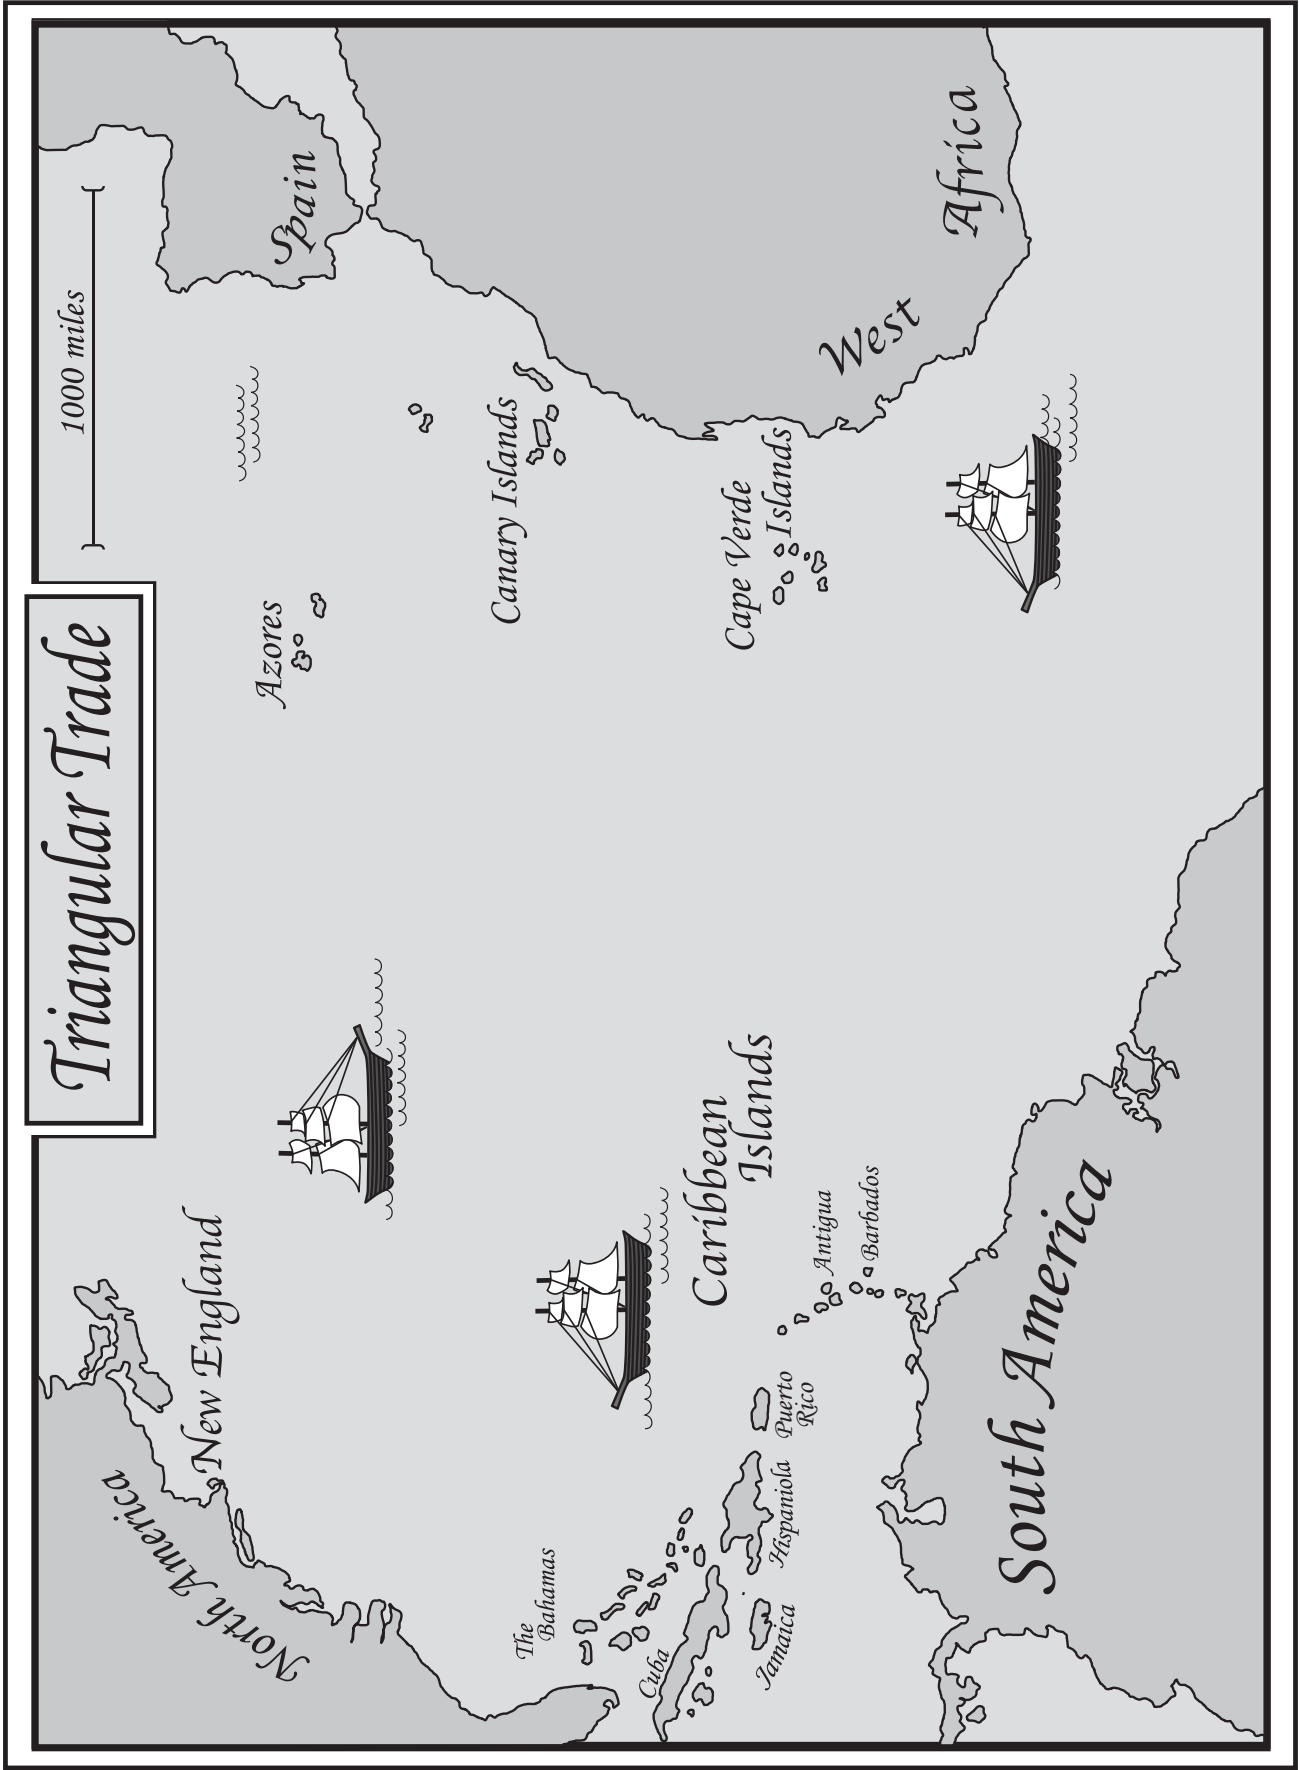 Triangular Trade
1000 miles
North America
New England
Azores
Spain
Canary Islands
The
Bahamas
Cuba
Caribbean
Islands
Cape Verde
Islands
Jamaica
Hispaniola
Puerto
Rico
Antigua
Barbados
West
Africa
South America